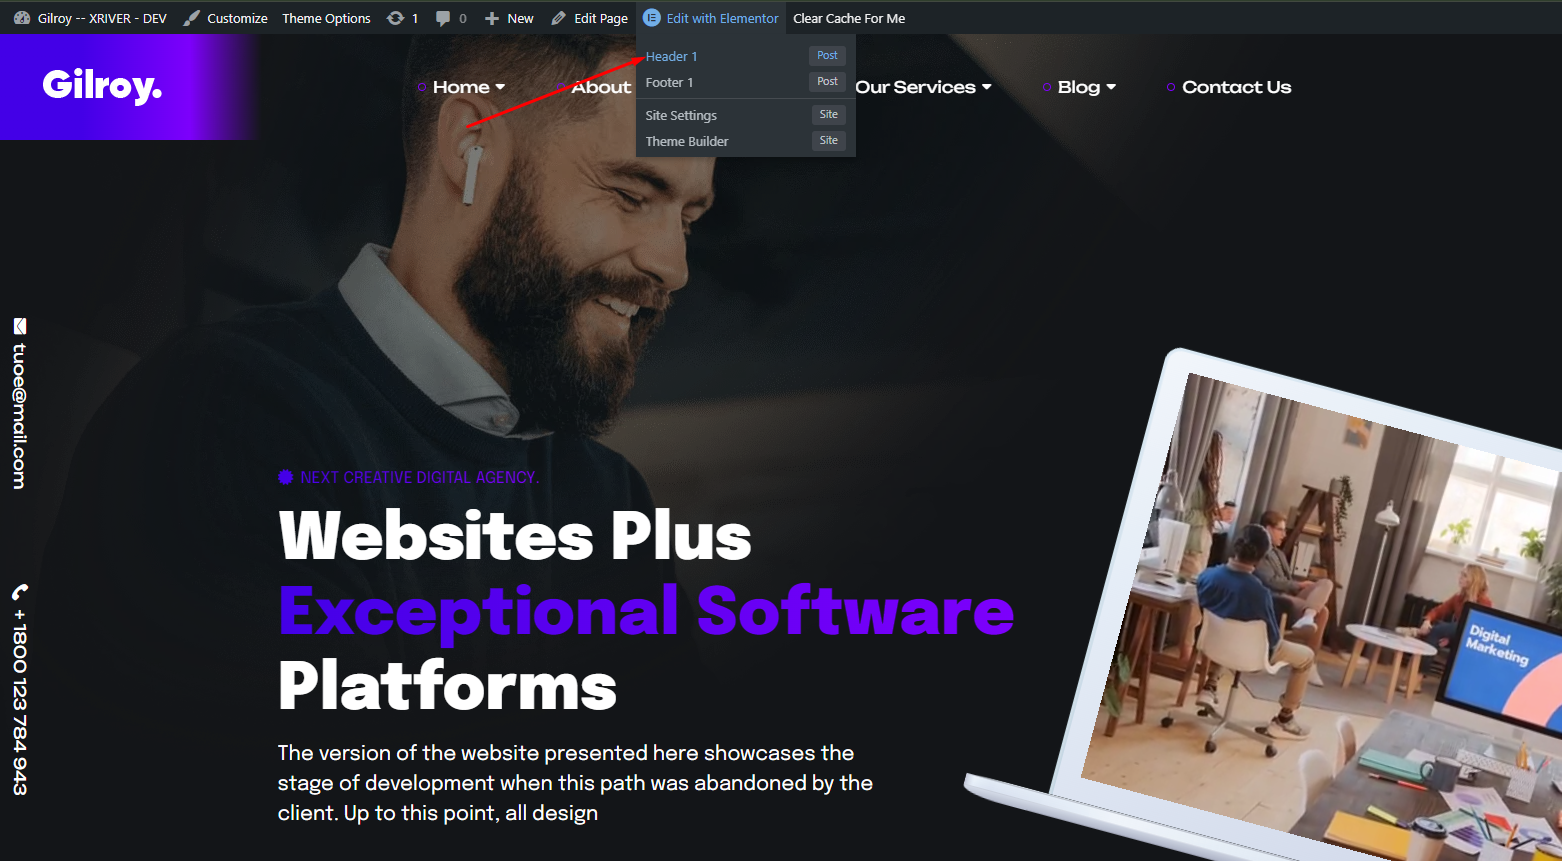 Gilroy -- XRIVER - DEV Customize Theme Options 1 0 New Edit Page Edit with Elementor Clear Cache For Me
Header 1 Post
Footer 1 Post
Site Settings Site
Theme Builder Site
Gilroy.
Home About Our Services Blog Contact Us
tuoe@mail.com
+ 1800 123 784 943
NEXT CREATIVE DIGITAL AGENCY.
Websites Plus
Exceptional Software
Platforms
The version of the website presented here showcases the
stage of development when this path was abandoned by the
client. Up to this point, all design
Digital
Marketing